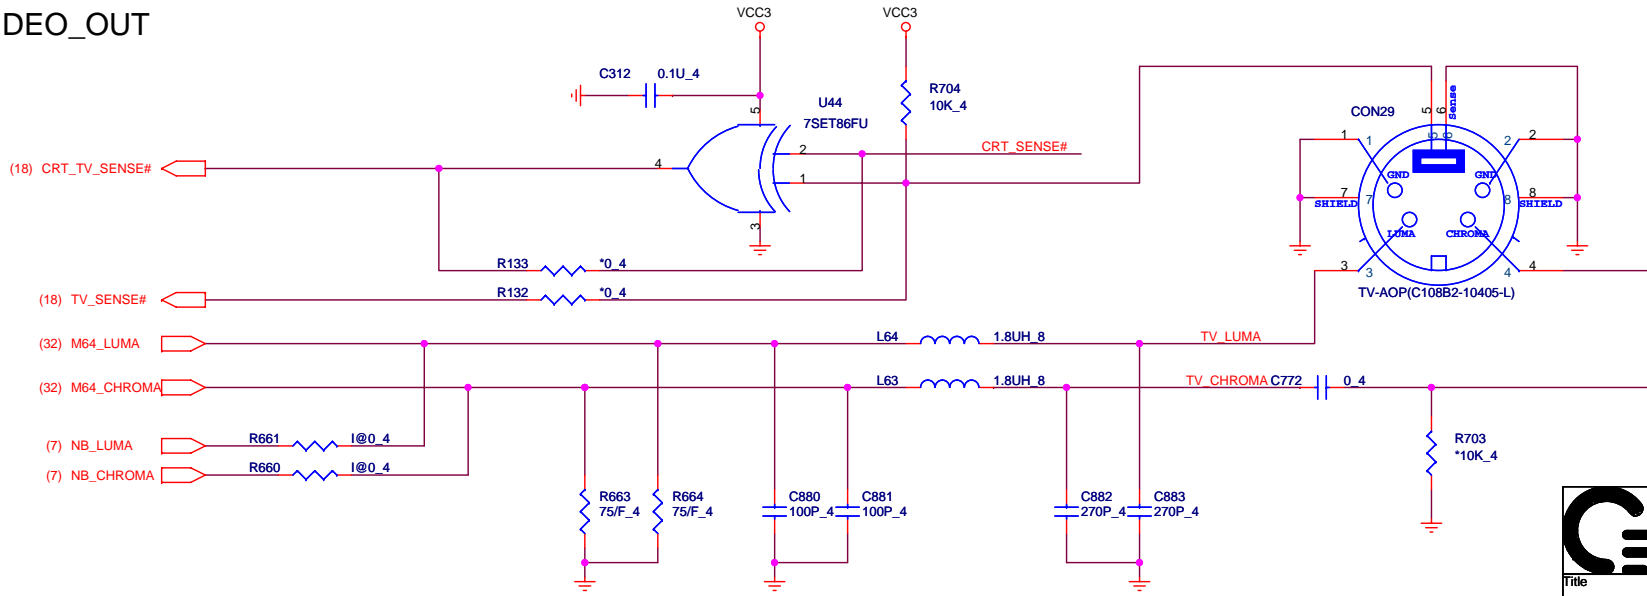 DEO_OUT
VCC3
VCC3
C312 0.1U_4
R704
10K_4
U44
7SET86FU
5
2
1
4
3
CRT_SENSE#
(18) CRT_TV_SENSE#
R133 *0_4
(18) TV_SENSE#
R132 *0_4
CON29
5 6 Sense
5 6
1 1
2 2
GND GND
7 7
SHIELD
8 8
SHIELD
LUMA CHROMA
3 3
4 4
TV-AOP(C108B2-10405-L)
(32) M64_LUMA
L64 1.8UH_8
TV_LUMA
(32) M64_CHROMA
L63 1.8UH_8
TV_CHROMA C772 0_4
(7) NB_LUMA
R661 I@0_4
(7) NB_CHROMA
R660 I@0_4
R703
*10K_4
R663
75/F_4
R664
75/F_4
C880
100P_4
C881
100P_4
C882
270P_4
C883
270P_4
Title